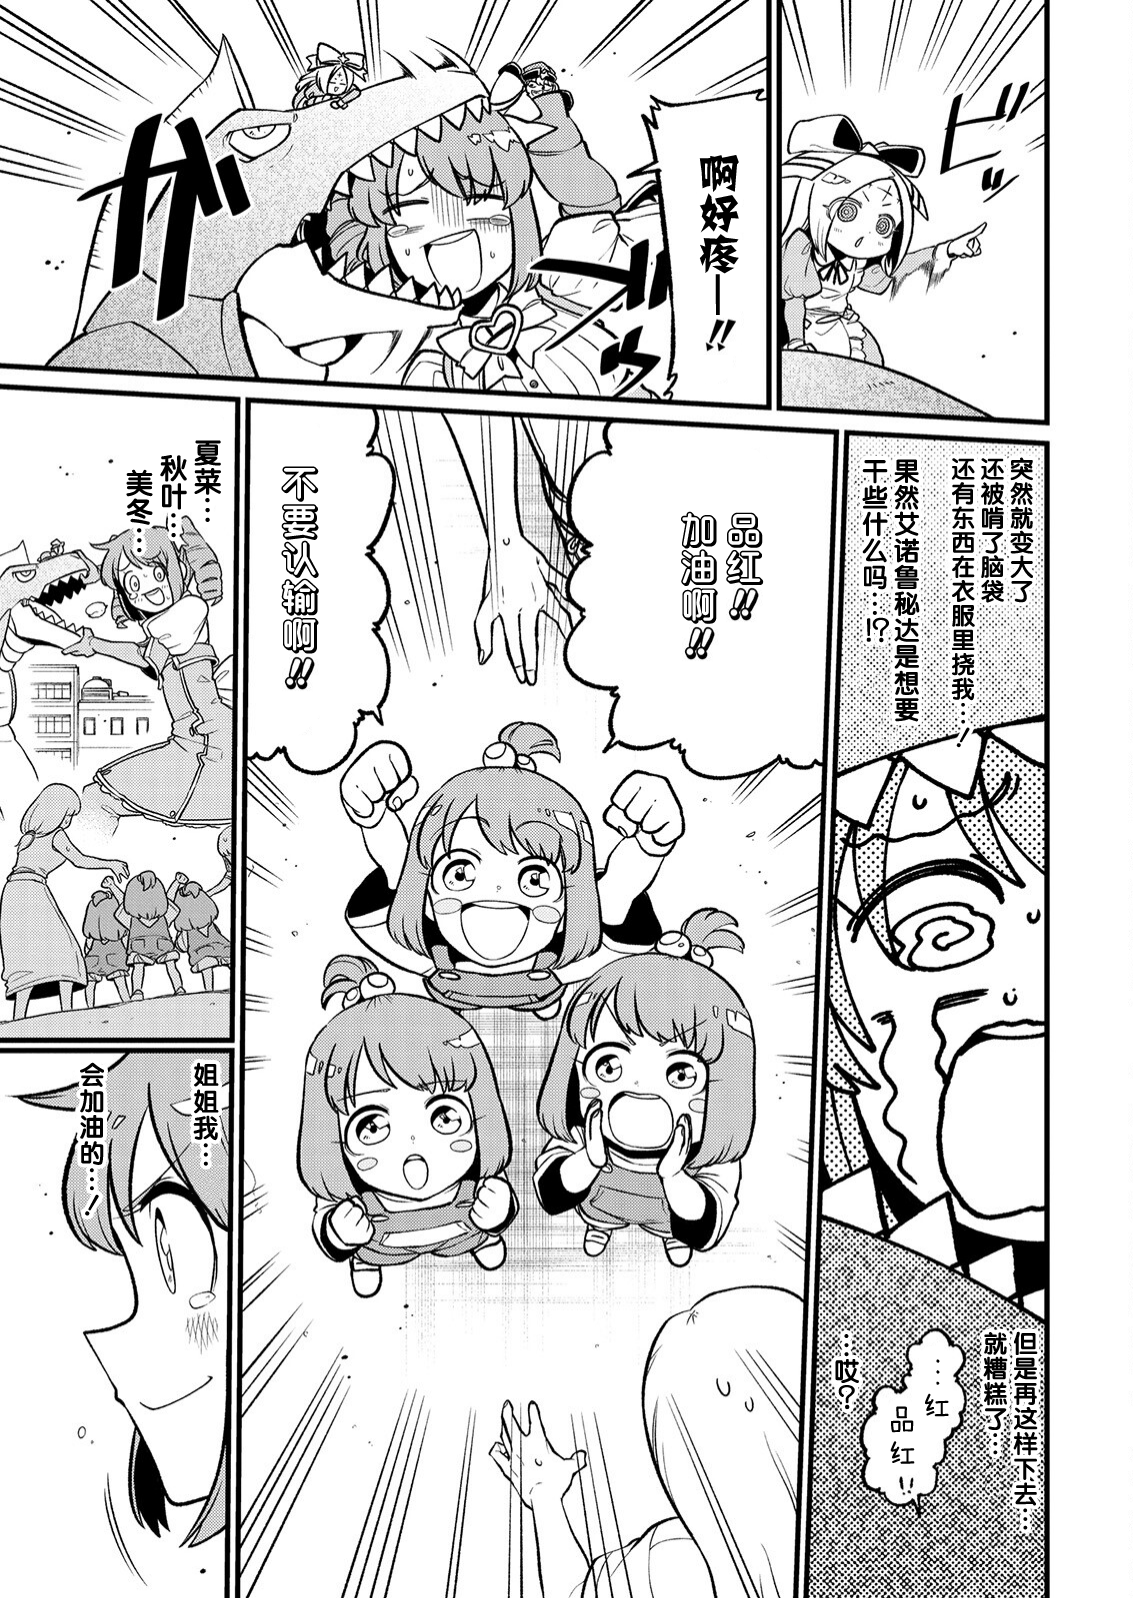 ビシッ
啊好疼—!!
ガブッ
突然就变大了
还被啃了脑袋
还有东西在衣服里挠我…!
果然艾诺鲁秘达是想要
干些什么吗…!?
但是再这样下去…
就糟糕了…
…红
品红!!
…哎?
品红!!
加油啊!!
不要认输啊!!
夏菜…
秋叶…
美冬…
姐姐我…
会加油的…!